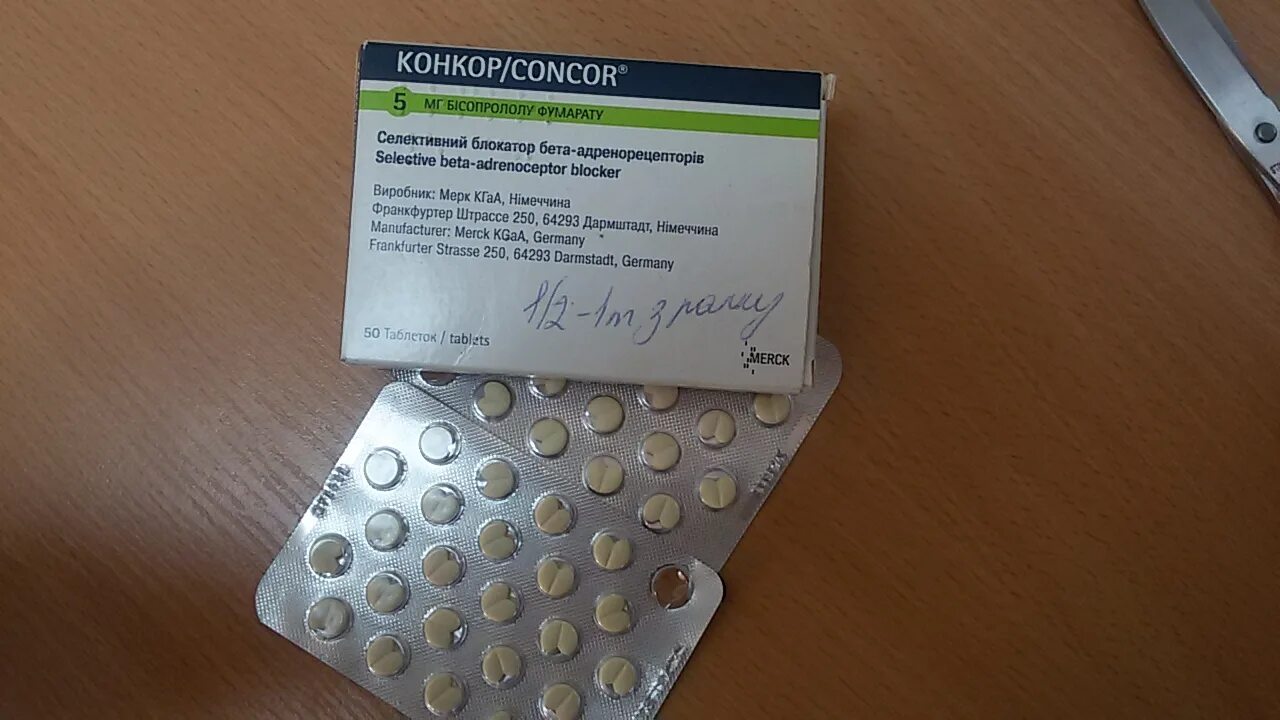 КОНКОР/CONCOR®
5 МГ БІСОПРОЛОЛУ ФУМАРАТУ
Селективний блокатор бета-адренорецепторів
Selective beta-adrenoceptor blocker
Виробник: Мерк КГаА, Німеччина
Франкфуртер Штрассе 250, 64293 Дармштадт, Німеччина
Manufacturer: Merck KGaA, Germany
Frankfurter Strasse 250, 64293 Darmstadt, Germany
1/2 - 1т зранку
50 Таблеток / tablets
MERCK